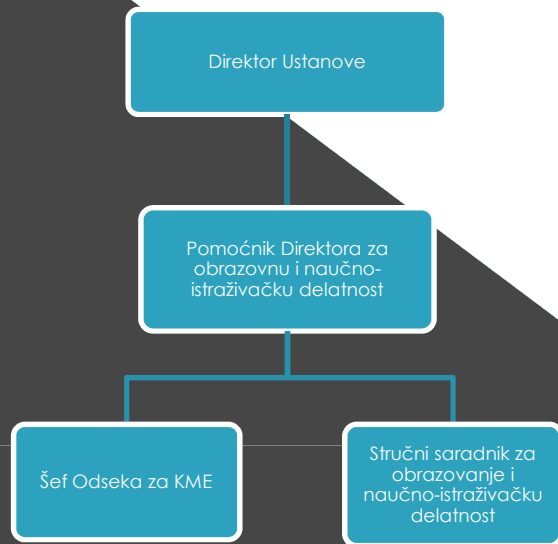 Direktor Ustanove
Pomoćnik Direktora za
obrazovnu i naučno-
istraživačku delatnost
Šef Odseka za KME
Stručni saradnik za
obrazovanje i
naučno-istraživačku
delatnost